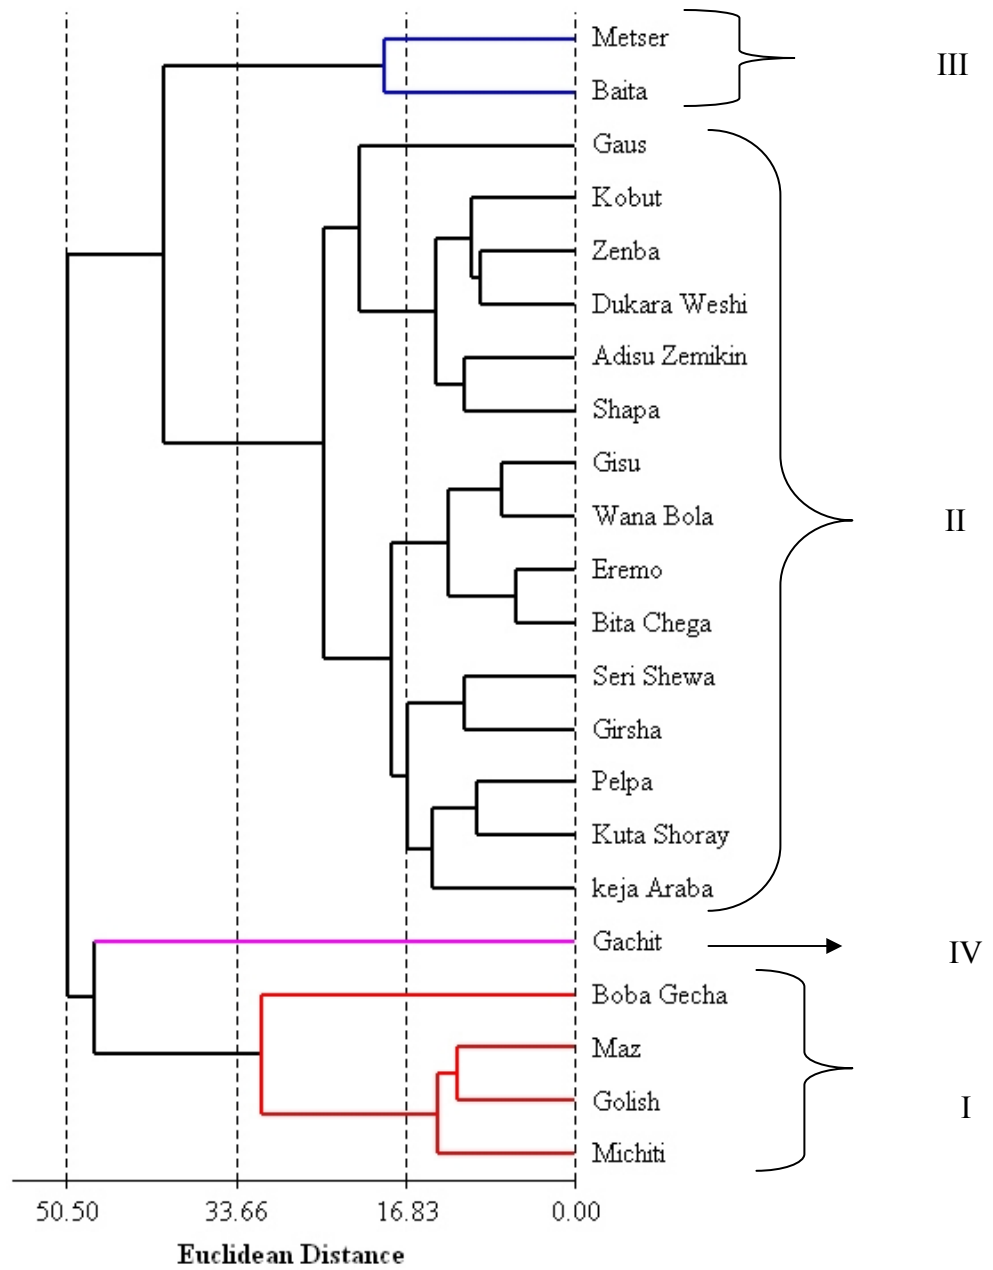 Metser
III
Baita
Gaus
Kobut
Zenba
Dukara Weshi
Adisu Zemikin
Shapa
Gisu
Wana Bola
II
Eremo
Bita Chega
Seri Shewa
Girsha
Pelpa
Kuta Shoray
keja Araba
Gachit
IV
Boba Gecha
Maz
Golish
I
Michiti
50.50 33.66 16.83 0.00
Euclidean Distance